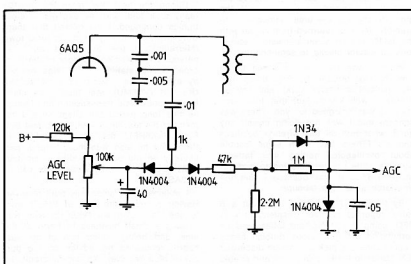 6AQ5
·001
·005
·01
B+
120k
1k
1N34
AGC
LEVEL
100k
47k
1M
AGC
1N4004
1N4004
+
40
2·2M
1N4004
·05